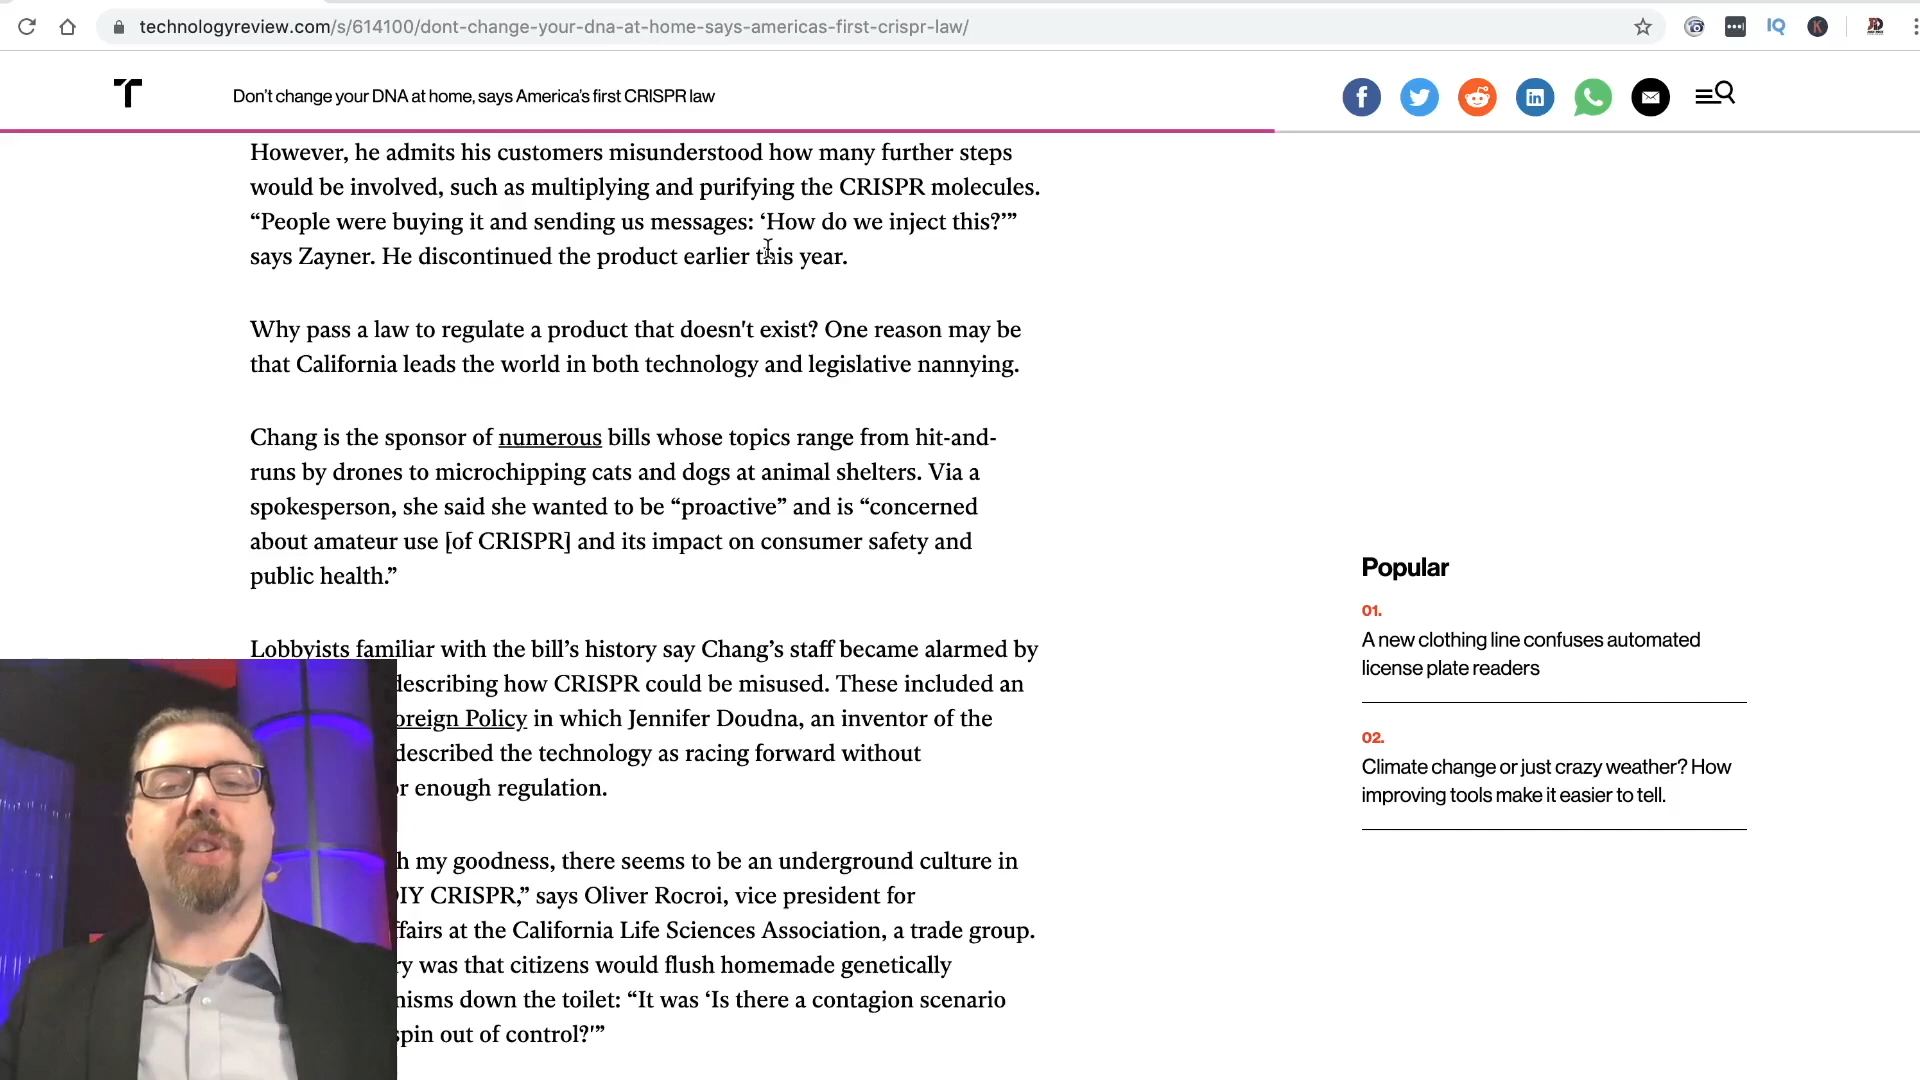 technologyreview.com/s/614100/dont-change-your-dna-at-home-says-americas-first-crispr-law/
IQ
K
T
Don't change your DNA at home, says America's first CRISPR law
However, he admits his customers misunderstood how many further steps
would be involved, such as multiplying and purifying the CRISPR molecules.
“People were buying it and sending us messages: ‘How do we inject this?’”
says Zayner. He discontinued the product earlier this year.
Why pass a law to regulate a product that doesn't exist? One reason may be
that California leads the world in both technology and legislative nannying.
Chang is the sponsor of numerous bills whose topics range from hit-and-
runs by drones to microchipping cats and dogs at animal shelters. Via a
spokesperson, she said she wanted to be “proactive” and is “concerned
about amateur use [of CRISPR] and its impact on consumer safety and
public health.”
Lobbyists familiar with the bill’s history say Chang’s staff became alarmed by
describing how CRISPR could be misused. These included an
oreign Policy in which Jennifer Doudna, an inventor of the
described the technology as racing forward without
r enough regulation.
h my goodness, there seems to be an underground culture in
IY CRISPR,” says Oliver Rocroi, vice president for
ffairs at the California Life Sciences Association, a trade group.
ry was that citizens would flush homemade genetically
nisms down the toilet: “It was ‘Is there a contagion scenario
spin out of control?'”
Popular
01.
A new clothing line confuses automated
license plate readers
02.
Climate change or just crazy weather? How
improving tools make it easier to tell.